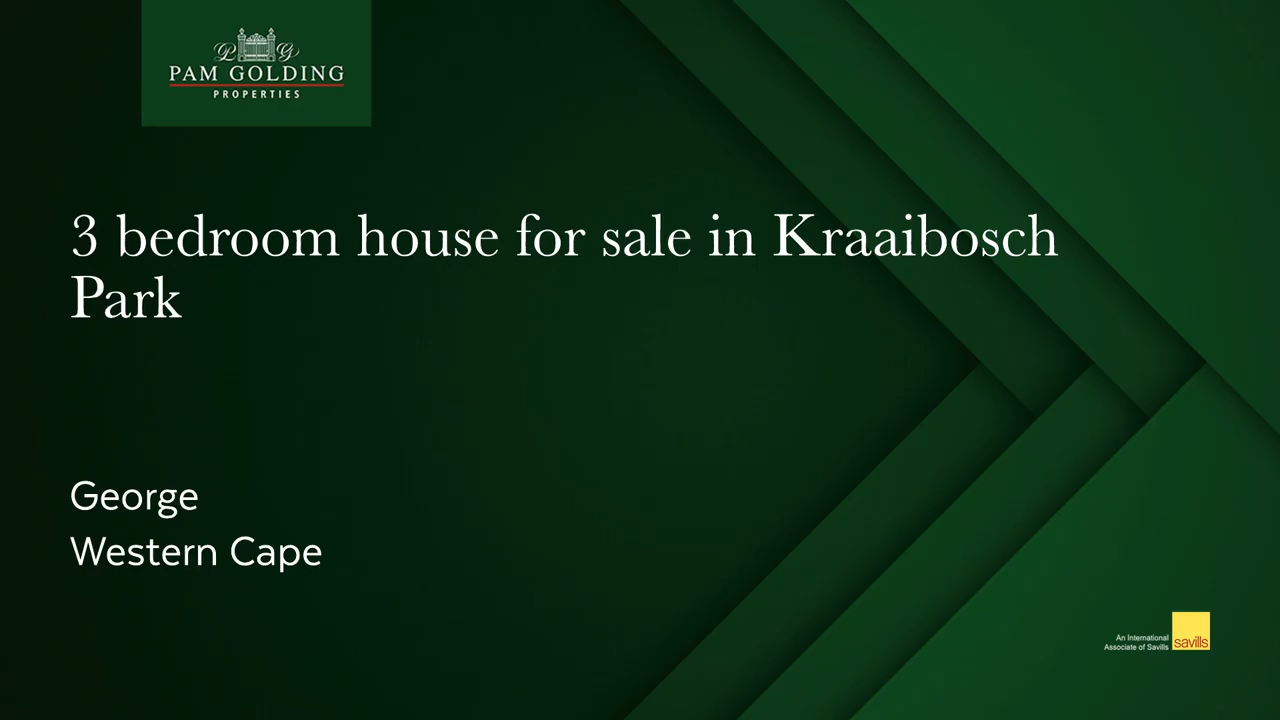 P G
PAM GOLDING
PROPERTIES
3 bedroom house for sale in Kraaibosch
Park
George
Western Cape
An International
Associate of Savills
savills